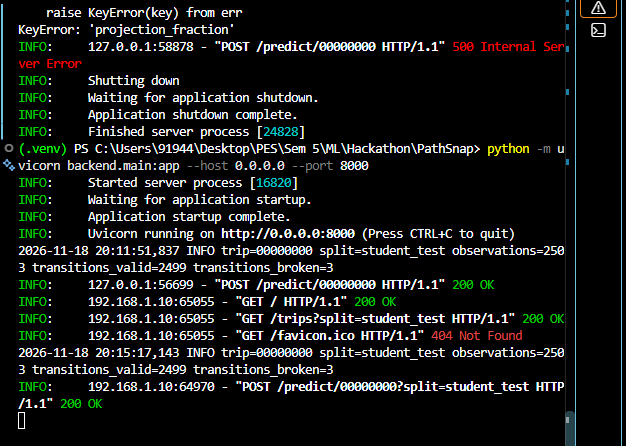 raise KeyError(key) from err
KeyError: 'projection_fraction'
INFO:     127.0.0.1:58878 - "POST /predict/00000000 HTTP/1.1" 500 Internal Ser
ver Error
INFO:     Shutting down
INFO:     Waiting for application shutdown.
INFO:     Application shutdown complete.
INFO:     Finished server process [24828]
(.venv) PS C:\Users\91944\Desktop\PES\Sem 5\ML\Hackathon\PathSnap> python -m u
vicorn backend.main:app --host 0.0.0.0 --port 8000
INFO:     Started server process [16820]
INFO:     Waiting for application startup.
INFO:     Application startup complete.
INFO:     Uvicorn running on http://0.0.0.0:8000 (Press CTRL+C to quit)
2026-11-18 20:11:51,837 INFO trip=00000000 split=student_test observations=250
3 transitions_valid=2499 transitions_broken=3
INFO:     127.0.0.1:56699 - "POST /predict/00000000 HTTP/1.1" 200 OK
INFO:     192.168.1.10:65055 - "GET / HTTP/1.1" 200 OK
INFO:     192.168.1.10:65055 - "GET /trips?split=student_test HTTP/1.1" 200 OK
INFO:     192.168.1.10:65055 - "GET /favicon.ico HTTP/1.1" 404 Not Found
2026-11-18 20:15:17,143 INFO trip=00000000 split=student_test observations=250
3 transitions_valid=2499 transitions_broken=3
INFO:     192.168.1.10:64970 - "POST /predict/00000000?split=student_test HTTP
/1.1" 200 OK